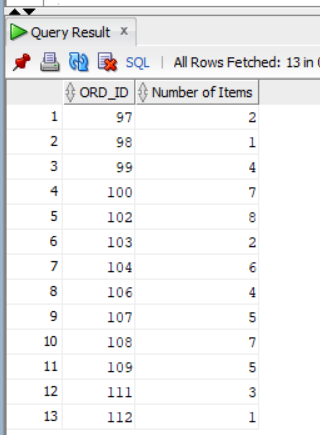 Query Result x
SQL | All Rows Fetched: 13 in
ORD_ID Number of Items
1 97 2
2 98 1
3 99 4
4 100 7
5 102 8
6 103 2
7 104 6
8 106 4
9 107 5
10 108 7
11 109 5
12 111 3
13 112 1